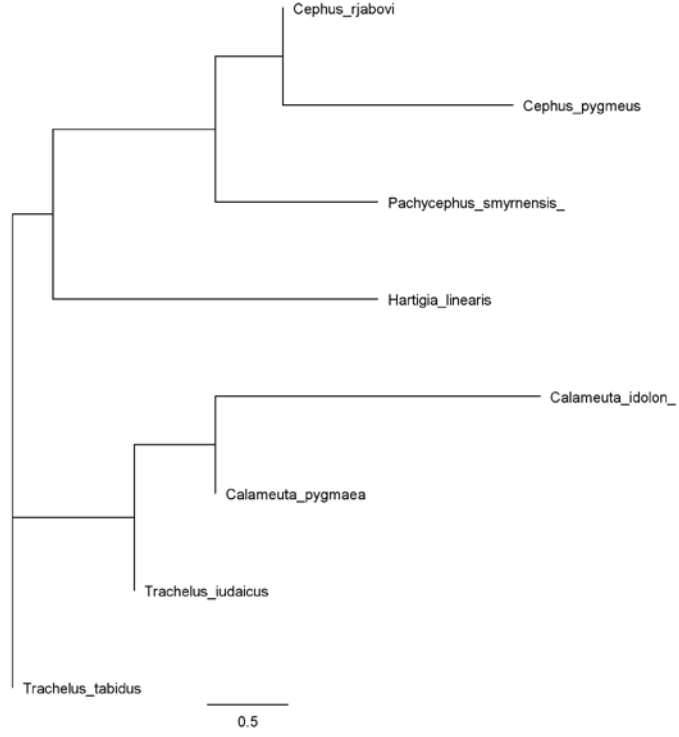 Cephus_rjabovi
Cephus_pygmeus
Pachycephus_smyrnensis_
Hartigia_linearis
Calameuta_idolon_
Calameuta_pygmaea
Trachelus_iudaicus
Trachelus_tabidus
0.5